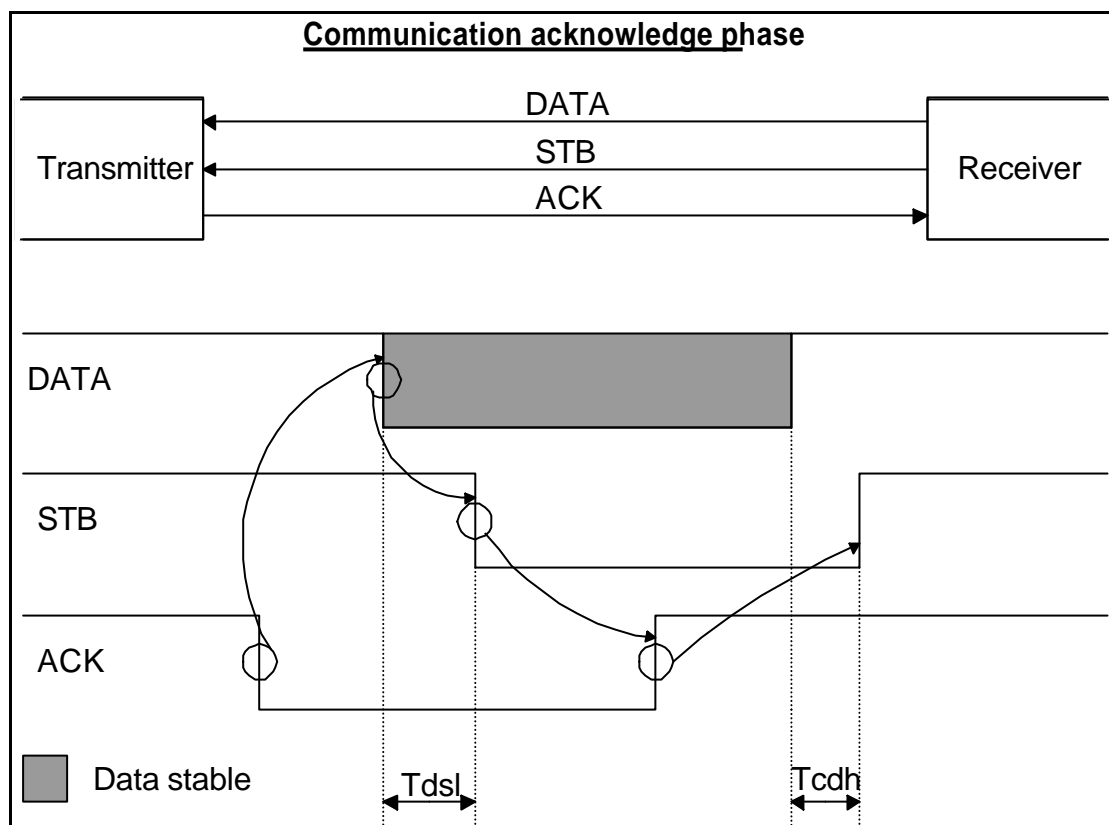 Communication acknowledge phase
DATA
STB
ACK
Transmitter
Receiver
DATA
STB
ACK
Data stable
Tdsl
Tcdh